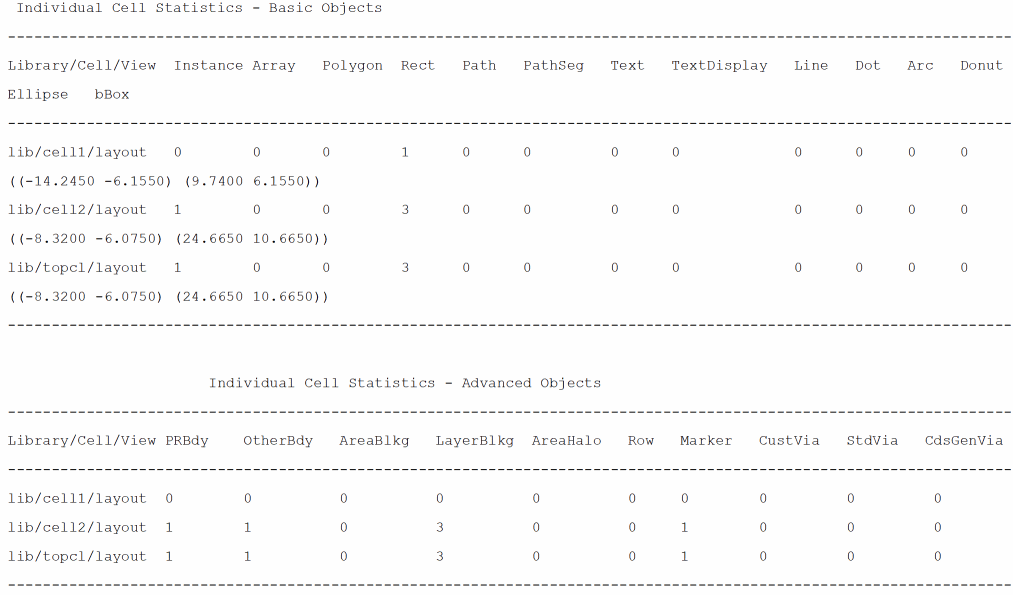 Individual Cell Statistics - Basic Objects
-------------------------------------------------------------------------------------------------------------------
Library/Cell/View Instance Array Polygon Rect Path PathSeg Text TextDisplay Line Dot Arc Donut
Ellipse bBox
-------------------------------------------------------------------------------------------------------------------
lib/cell1/layout 0 0 0 1 0 0 0 0 0 0 0 0
((-14.2450 -6.1550) (9.7400 6.1550))
lib/cell2/layout 1 0 0 3 0 0 0 0 0 0 0 0
((-8.3200 -6.0750) (24.6650 10.6650))
lib/topcl/layout 1 0 0 3 0 0 0 0 0 0 0 0
((-8.3200 -6.0750) (24.6650 10.6650))
-------------------------------------------------------------------------------------------------------------------
Individual Cell Statistics - Advanced Objects
-------------------------------------------------------------------------------------------------------------------
Library/Cell/View PRBdy OtherBdy AreaBlkg LayerBlkg AreaHalo Row Marker CustVia StdVia CdsGenVia
-------------------------------------------------------------------------------------------------------------------
lib/cell1/layout 0 0 0 0 0 0 0 0 0 0
lib/cell2/layout 1 1 0 3 0 0 1 0 0 0
lib/topcl/layout 1 1 0 3 0 0 1 0 0 0
-------------------------------------------------------------------------------------------------------------------